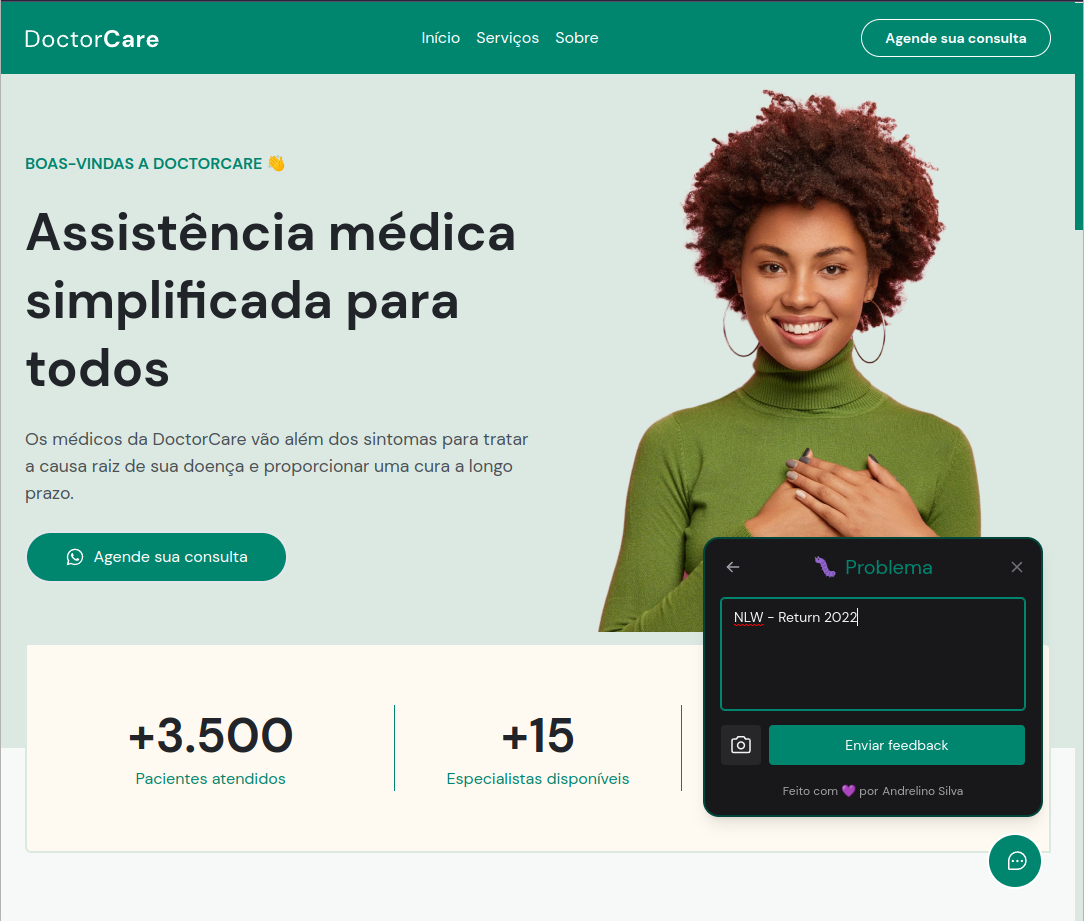 DoctorCare
Início Serviços Sobre
Agende sua consulta
BOAS-VINDAS A DOCTORCARE 👋
Assistência médica
simplificada para
todos
Os médicos da DoctorCare vão além dos sintomas para tratar
a causa raiz de sua doença e proporcionar uma cura a longo
prazo.
Agende sua consulta
+3.500
Pacientes atendidos
+15
Especialistas disponíveis
Problema
NLW - Return 2022
Enviar feedback
Feito com 💜 por Andrelino Silva